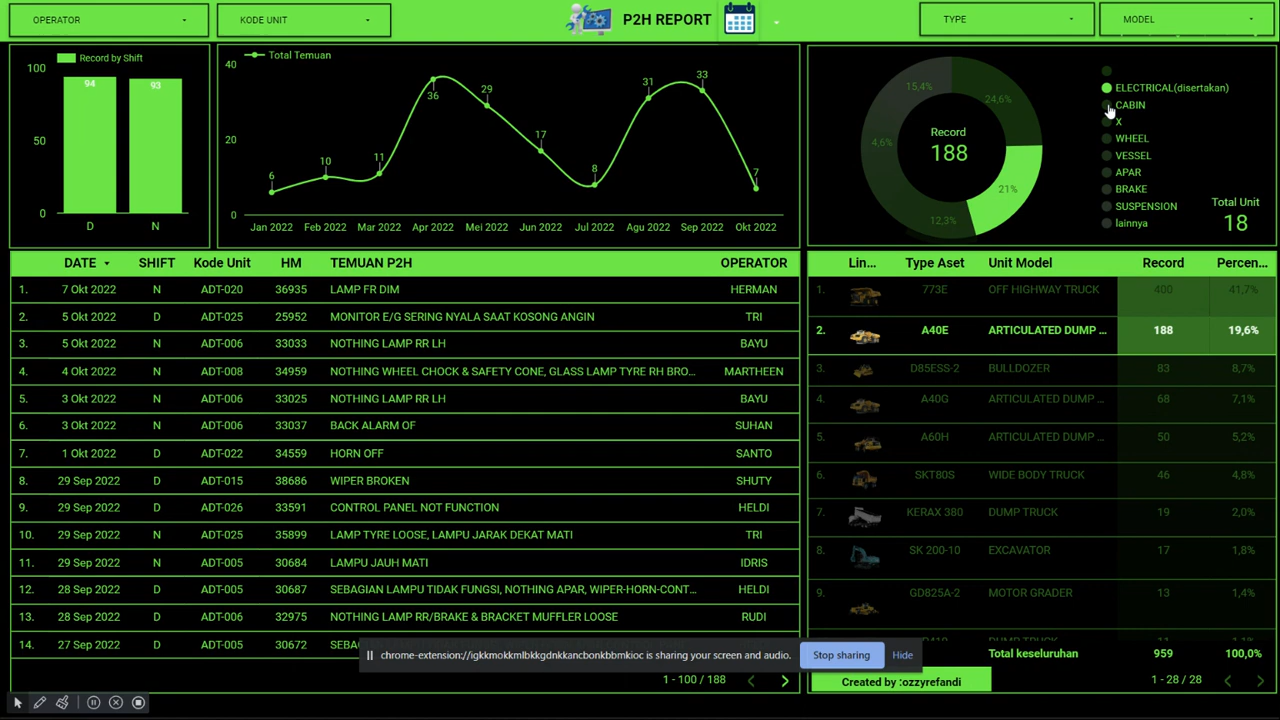 OPERATOR
KODE UNIT
P2H REPORT
TYPE
MODEL
Record by Shift
100
50
0
94
93
D
N
Total Temuan
40
20
0
6
10
11
36
29
17
8
31
33
7
Jan 2022 Feb 2022 Mar 2022 Apr 2022 Mei 2022 Jun 2022 Jul 2022 Agu 2022 Sep 2022 Okt 2022
15,4%
24,6%
4,6%
21%
12,3%
Record
188
ELECTRICAL(disertakan)
CABIN
X
WHEEL
VESSEL
APAR
BRAKE
SUSPENSION
lainnya
Total Unit
18
DATE SHIFT Kode Unit HM TEMUAN P2H OPERATOR
1. 7 Okt 2022 N ADT-020 36935 LAMP FR DIM HERMAN
2. 5 Okt 2022 D ADT-025 25952 MONITOR E/G SERING NYALA SAAT KOSONG ANGIN TRI
3. 5 Okt 2022 N ADT-006 33033 NOTHING LAMP RR LH BAYU
4. 4 Okt 2022 N ADT-008 34959 NOTHING WHEEL CHOCK & SAFETY CONE, GLASS LAMP TYRE RH BRO... MARTHEEN
5. 3 Okt 2022 N ADT-006 33025 NOTHING LAMP RR LH BAYU
6. 3 Okt 2022 N ADT-006 33037 BACK ALARM OF SUHAN
7. 1 Okt 2022 D ADT-022 34559 HORN OFF SANTO
8. 29 Sep 2022 D ADT-015 38686 WIPER BROKEN SHUTY
9. 29 Sep 2022 D ADT-026 33591 CONTROL PANEL NOT FUNCTION HELDI
10. 29 Sep 2022 N ADT-025 35899 LAMP TYRE LOOSE, LAMPU JARAK DEKAT MATI TRI
11. 29 Sep 2022 N ADT-005 30684 LAMPU JAUH MATI IDRIS
12. 28 Sep 2022 D ADT-005 30687 SEBAGIAN LAMPU TIDAK FUNGSI, NOTHING APAR, WIPER-HORN-CONT... HELDI
13. 28 Sep 2022 D ADT-006 32975 NOTHING LAMP RR/BRAKE & BRACKET MUFFLER LOOSE RUDI
14. 27 Sep 2022 D ADT-005 30672 SEBA
1 - 100 / 188
Lin... Type Aset Unit Model Record Percen...
1. 773E OFF HIGHWAY TRUCK 400 41,7%
2. A40E ARTICULATED DUMP ... 188 19,6%
3. D85ESS-2 BULLDOZER 83 8,7%
4. A40G ARTICULATED DUMP ... 68 7,1%
5. A60H ARTICULATED DUMP ... 50 5,2%
6. SKT80S WIDE BODY TRUCK 46 4,8%
7. KERAX 380 DUMP TRUCK 19 2,0%
8. SK 200-10 EXCAVATOR 17 1,8%
9. GD825A-2 MOTOR GRADER 13 1,4%
Total keseluruhan 959 100,0%
1 - 28 / 28
Created by :ozzyrefandi
chrome-extension://igkkmokkmlbkkgdnkkancbonkbbmkioc is sharing your screen and audio. Stop sharing Hide